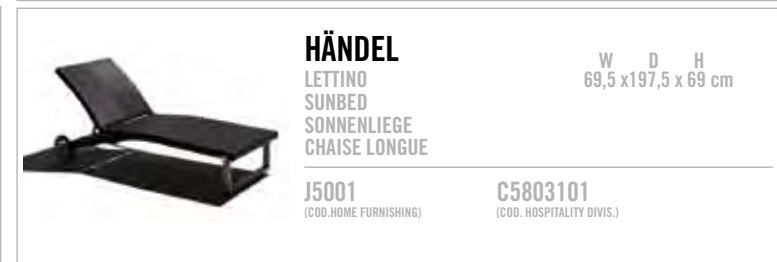 HÄNDEL
LETTINO
SUNBED
SONNENLIEGE
CHAISE LONGUE
W D H
69,5 x197,5 x 69 cm
J5001
(COD.HOME FURNISHING)
C5803101
(COD. HOSPITALITY DIVIS.)